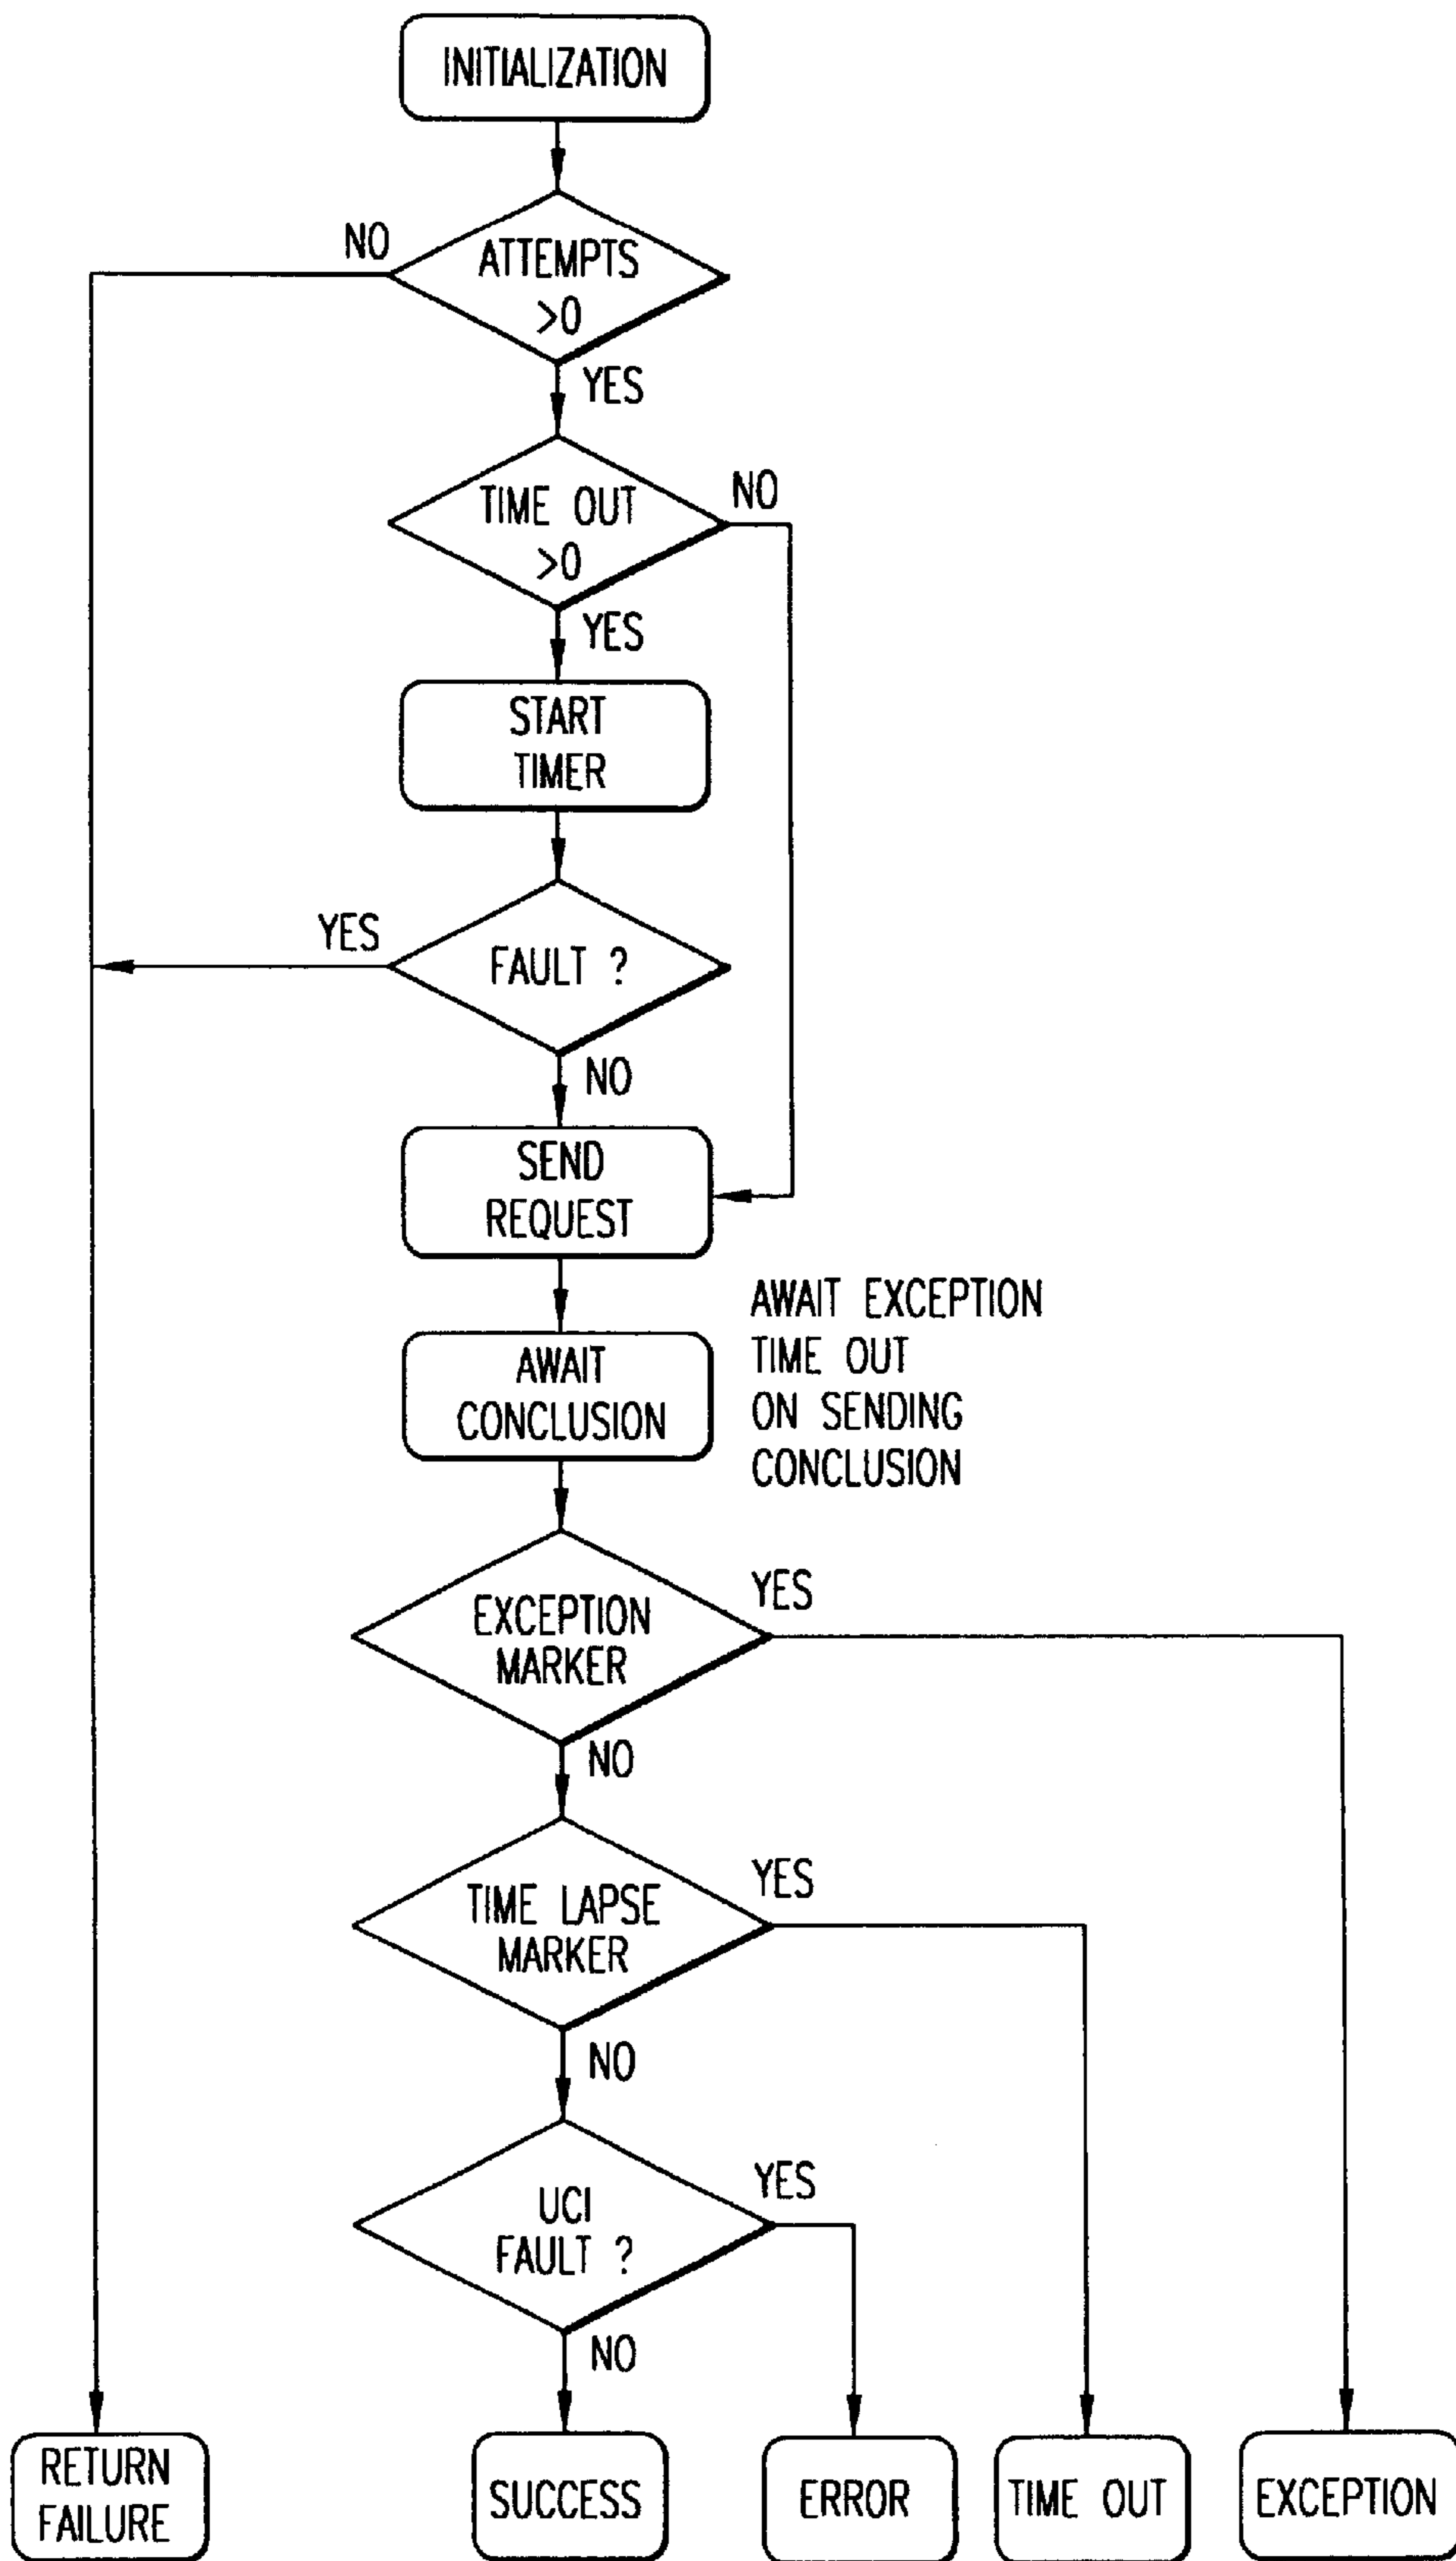 INITIALIZATION
NO
ATTEMPTS
>0
YES
TIME OUT
>0
NO
YES
START
TIMER
YES
FAULT ?
NO
SEND
REQUEST
AWAIT
CONCLUSION
AWAIT EXCEPTION
TIME OUT
ON SENDING
CONCLUSION
EXCEPTION
MARKER
YES
NO
TIME LAPSE
MARKER
YES
NO
UCI
FAULT ?
YES
NO
RETURN
FAILURE
SUCCESS
ERROR
TIME OUT
EXCEPTION